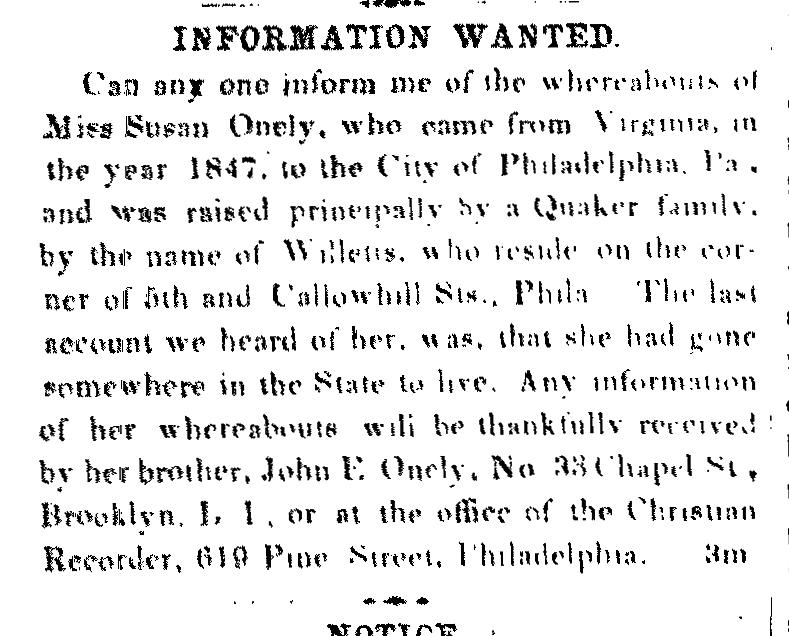 INFORMATION WANTED.
Can any one inform me of the whereabouts of
Miss Susan Onely, who came from Virginia, in
the year 1847, to the City of Philadelphia, Pa.,
and was raised principally by a Quaker family,
by the name of Willetts, who reside on the cor-
ner of 5th and Callowhill Sts., Phila The last
account we heard of her, was, that she had gone
somewhere in the State to live. Any information
of her whereabouts will be thankfully received
by her brother, John F. Onely, No 33 Chapel St.,
Brooklyn, L I, or at the office of the Christian
Recorder, 619 Pine Street, Philadelphia. 3m
NOTICE